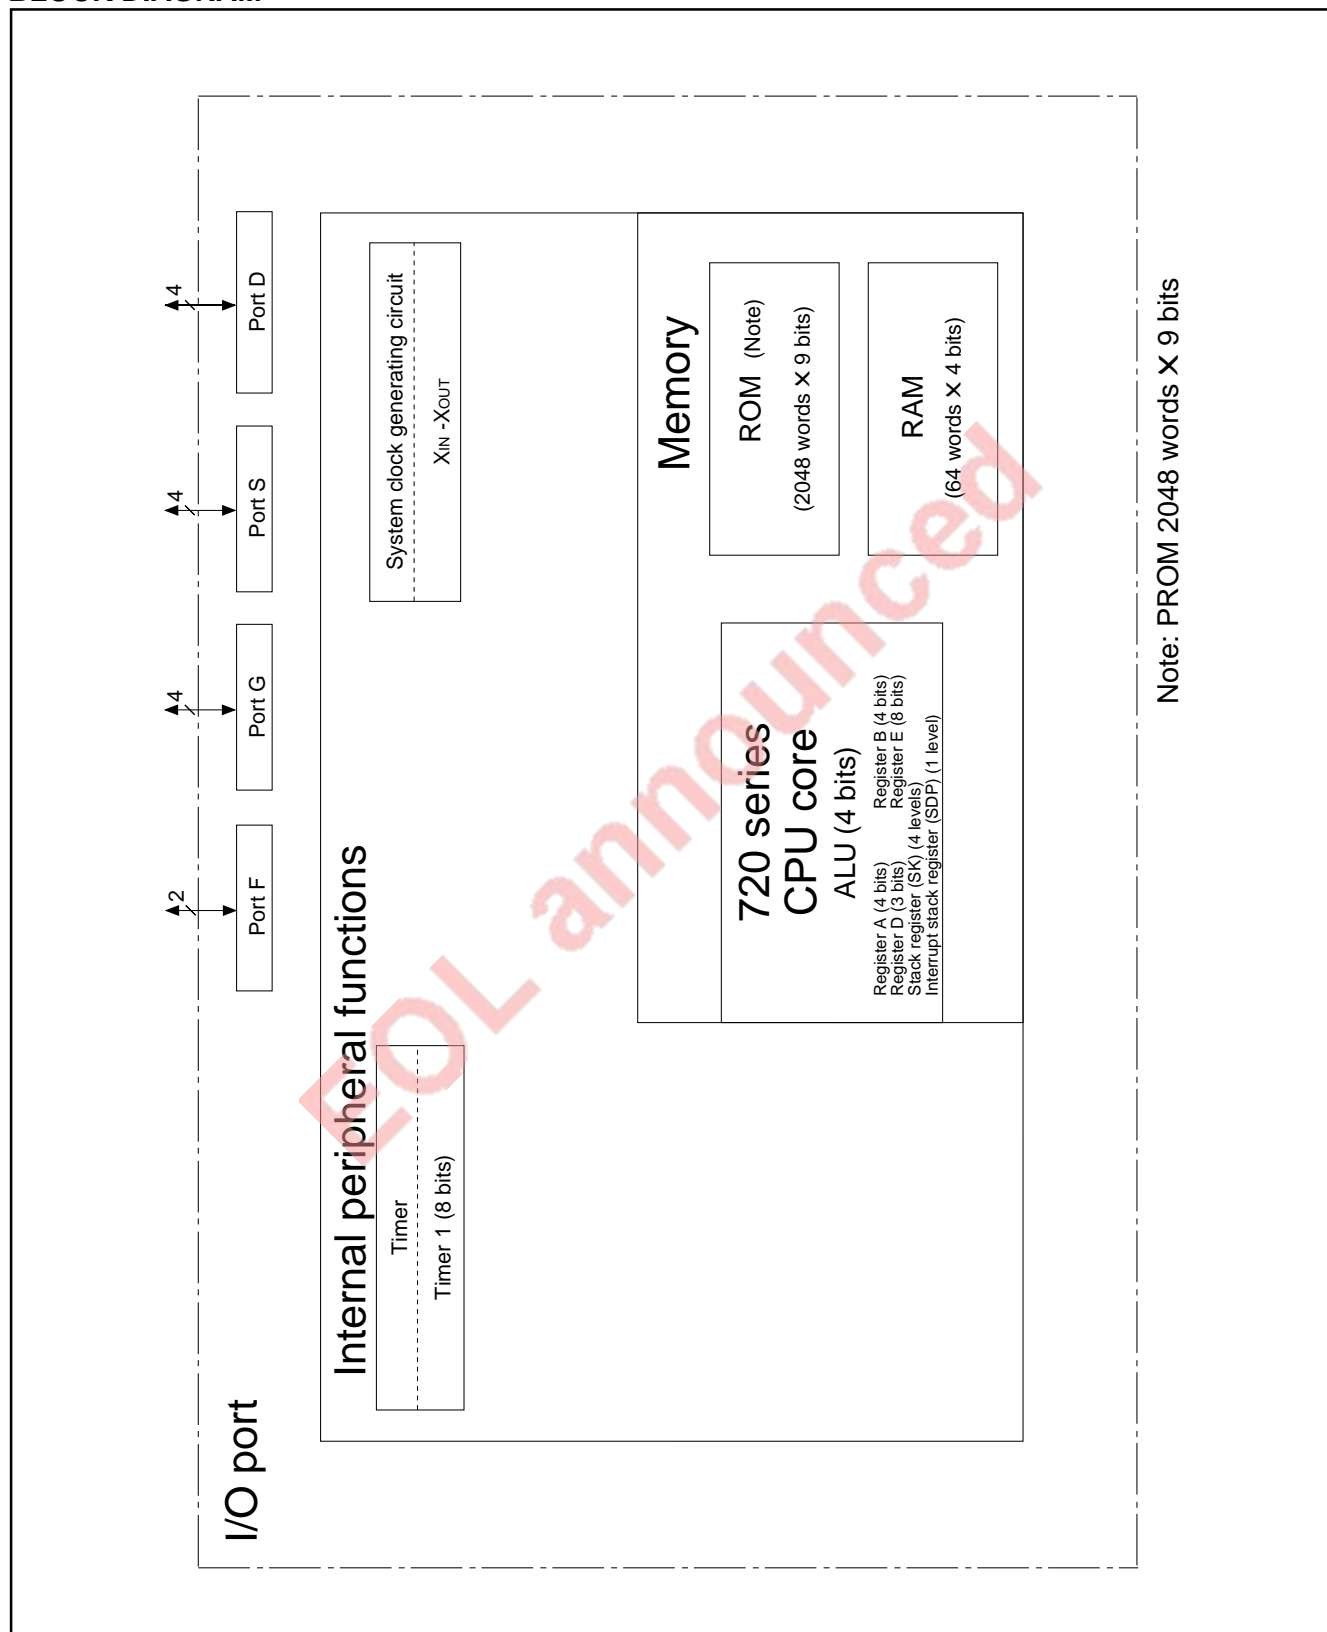 BLOCK DIAGRAM
I/O port
2
4
4
4
Port F
Port G
Port S
Port D
Internal peripheral functions
Timer
Timer 1 (8 bits)
System clock generating circuit
XIN -XOUT
720 series
CPU core
ALU (4 bits)
Register A (4 bits) Register B (4 bits)
Register D (3 bits) Register E (8 bits)
Stack register (SK) (4 levels)
Interrupt stack register (SDP) (1 level)
Memory
ROM (Note)
(2048 words X 9 bits)
RAM
(64 words X 4 bits)
Note: PROM 2048 words X 9 bits
EOL announced